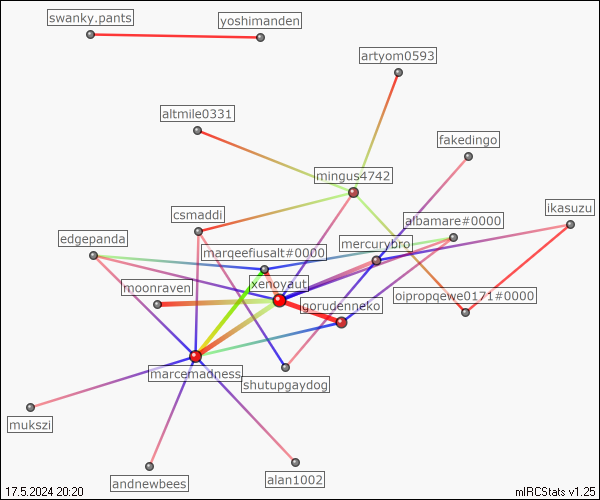 swanky.pants
yoshimanden
artyom0593
altmile0331
fakedingo
mingus4742
csmaddi
albamare#0000
ikasuzu
edgepanda
marqeefiusalt#0000
mercurybro
moonraven
xenoyaut
gorudenneko
oipropqewe0171#0000
marcemadness
shutupgaydog
mukszi
andnewbees
alan1002
17.5.2024 20:20
mIRCStats v1.25